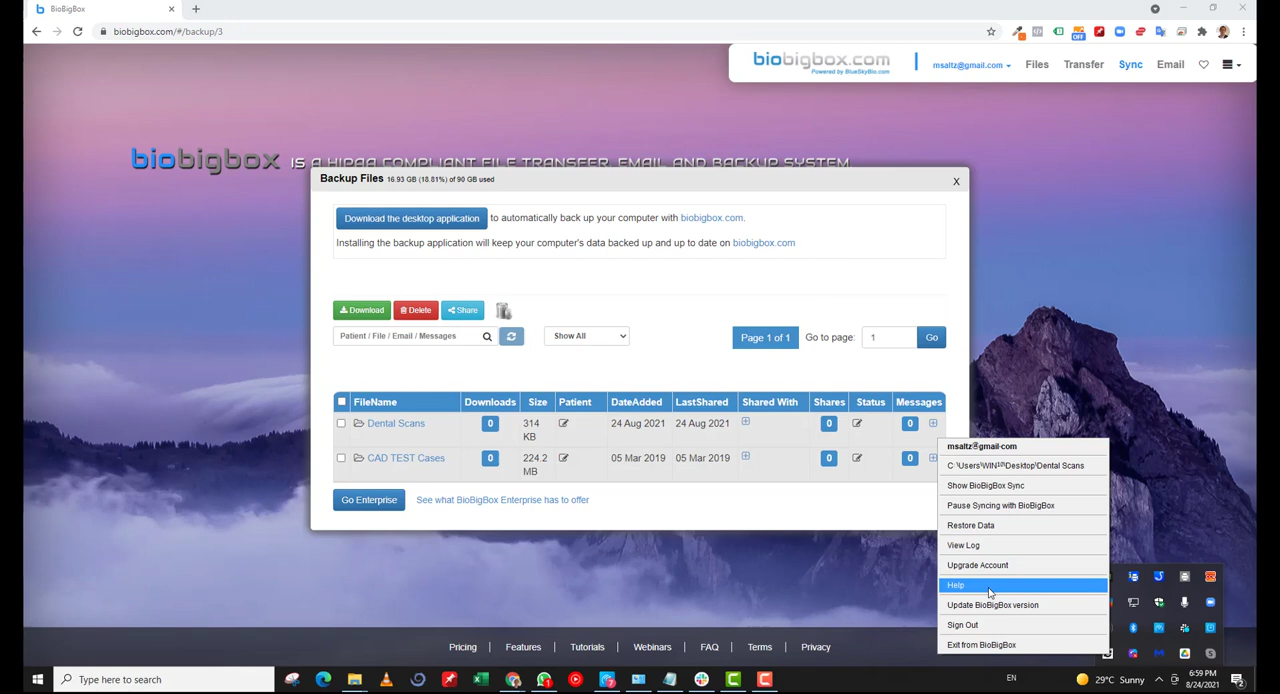 BioBigBox
biobigbox.com/#/backup/3
OFF
biobigbox.com
Powered by BlueSkyBio.com
msaltz@gmail.com
Files
Transfer
Sync
Email
biobigbox IS A HIPAA COMPLIANT FILE TRANSFER, EMAIL AND BACKUP SYSTEM
Backup Files 16.93 GB (18.81%) of 90 GB used
X
Download the desktop application to automatically back up your computer with biobigbox.com.
Installing the backup application will keep your computer's data backed up and up to date on biobigbox.com
Download Delete Share
Patient / File / Email / Messages
Show All
Page 1 of 1
Go to page:
1
Go
FileName Downloads Size Patient DateAdded LastShared Shared With Shares Status Messages
Dental Scans 0 314 KB 24 Aug 2021 24 Aug 2021 0 0
CAD TEST Cases 0 224.2 MB 05 Mar 2019 05 Mar 2019 0 0
Go Enterprise See what BioBigBox Enterprise has to offer
msaltz@gmail-com
C:\Users\WIN10\Desktop\Dental Scans
Show BioBigBox Sync
Pause Syncing with BioBigBox
Restore Data
View Log
Upgrade Account
Help
Update BioBigBox version
Sign Out
Exit from BioBigBox
Pricing Features Tutorials Webinars FAQ Terms Privacy
Type here to search
EN
29°C Sunny
6:59 PM
8/24/2021
2